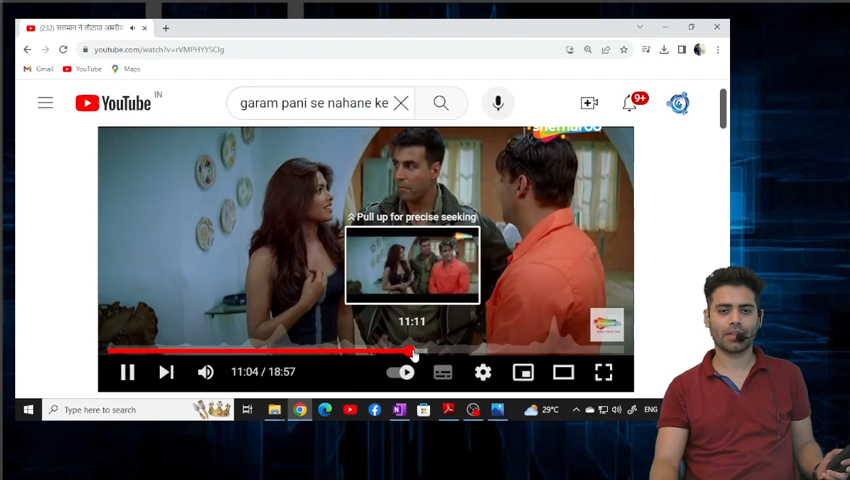 (232) सलमान ने लौटाया अमरीश
youtube.com/watch?v=rVMPHYYSClg
Gmail YouTube Maps
YouTube IN
garam pani se nahane ke
9+
shemaroo
Pull up for precise seeking
11:11
11:04 / 18:57
Type here to search
29°C
ENG